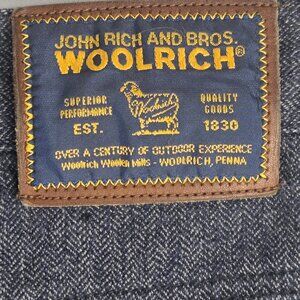 JOHN RICH AND BROS.
WOOLRICH®
SUPERIOR PERFORMANCE
Woolrich
QUALITY GOODS
EST. 1830
OVER A CENTURY OF OUTDOOR EXPERIENCE
Woolrich Woolen Mills - WOOLRICH, PENNA